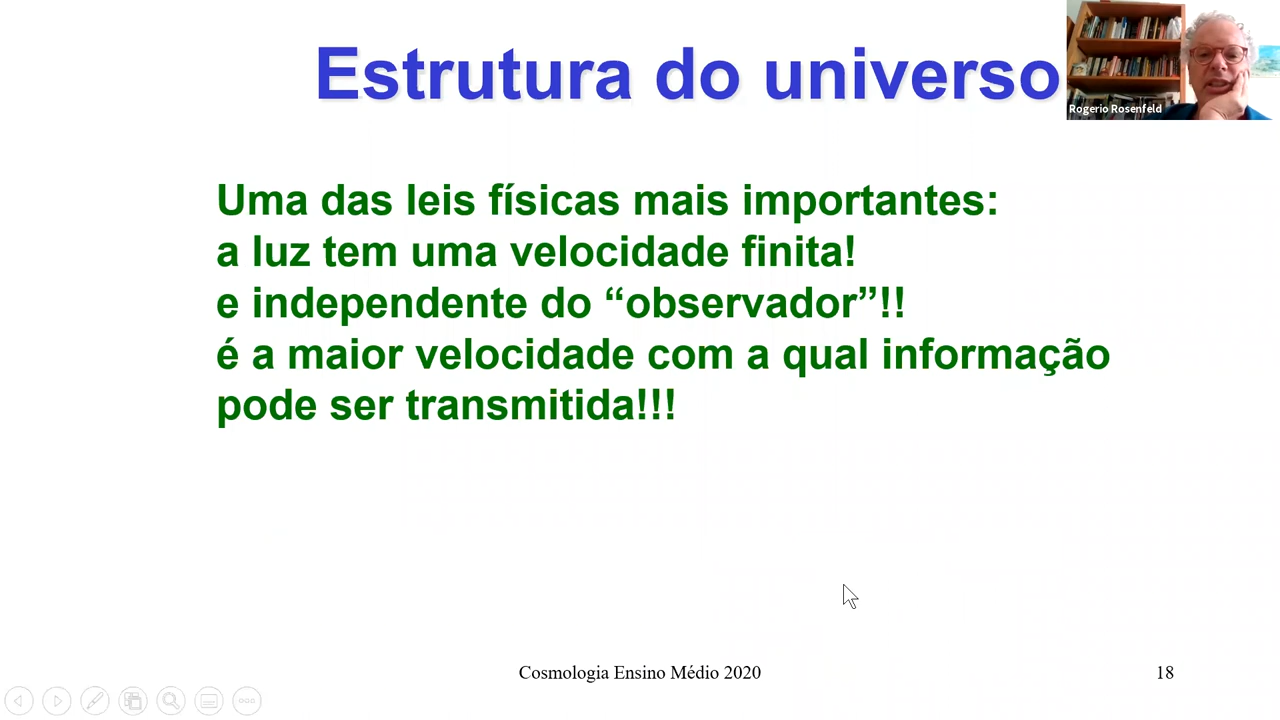 Estrutura do universo
Rogerio Rosenfeld
Uma das leis físicas mais importantes:
a luz tem uma velocidade finita!
e independente do “observador”!!
é a maior velocidade com a qual informação
pode ser transmitida!!!
Cosmologia Ensino Médio 2020
18